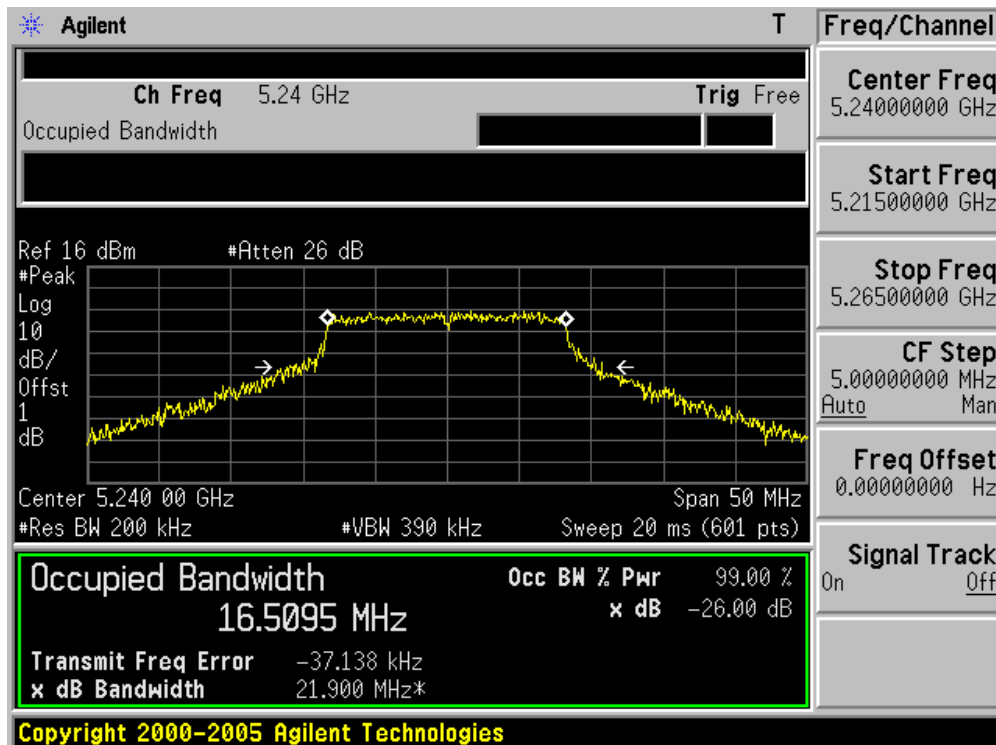 Agilent T
Freq/Channel
Ch Freq 5.24 GHz Trig Free
Occupied Bandwidth
Ref 16 dBm #Atten 26 dB
#Peak
Log
10
dB/
Offst
1
dB
Center 5.240 00 GHz Span 50 MHz
#Res BW 200 kHz #VBW 390 kHz Sweep 20 ms (601 pts)
Occupied Bandwidth
16.5095 MHz
Occ BW % Pwr 99.00 %
x dB -26.00 dB
Transmit Freq Error -37.138 kHz
x dB Bandwidth 21.900 MHz*
Copyright 2000-2005 Agilent Technologies
Center Freq
5.24000000 GHz
Start Freq
5.21500000 GHz
Stop Freq
5.26500000 GHz
CF Step
5.00000000 MHz
Auto Man
Freq Offset
0.00000000 Hz
Signal Track
On Off